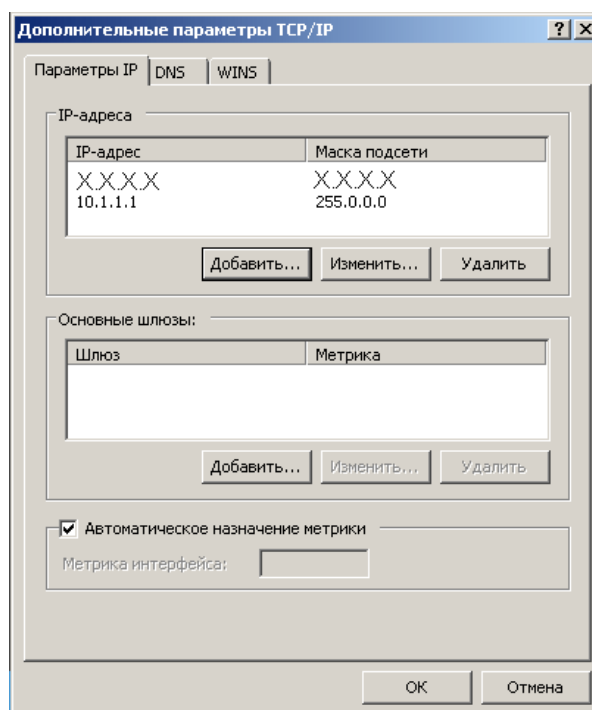 Дополнительные параметры TCP/IP
Параметры IP DNS WINS
IP-адреса
IP-адрес Маска подсети
X.X.X.X X.X.X.X
10.1.1.1 255.0.0.0
Добавить... Изменить... Удалить
Основные шлюзы:
Шлюз Метрика
Добавить... Изменить... Удалить
Автоматическое назначение метрики
Метрика интерфейса:
ОК Отмена